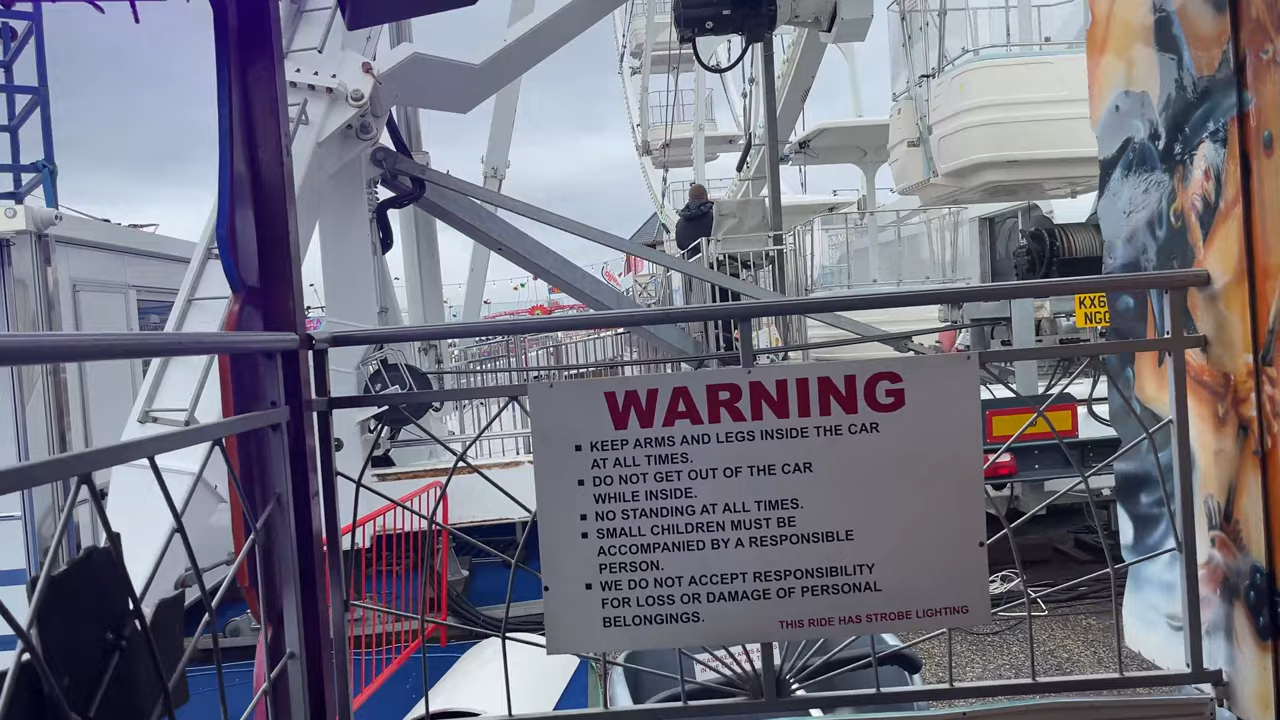 KX6
NGO
WARNING
▪ KEEP ARMS AND LEGS INSIDE THE CAR
AT ALL TIMES.
▪ DO NOT GET OUT OF THE CAR
WHILE INSIDE.
▪ NO STANDING AT ALL TIMES.
▪ SMALL CHILDREN MUST BE
ACCOMPANIED BY A RESPONSIBLE
PERSON.
▪ WE DO NOT ACCEPT RESPONSIBILITY
FOR LOSS OR DAMAGE OF PERSONAL
BELONGINGS.
THIS RIDE HAS STROBE LIGHTING